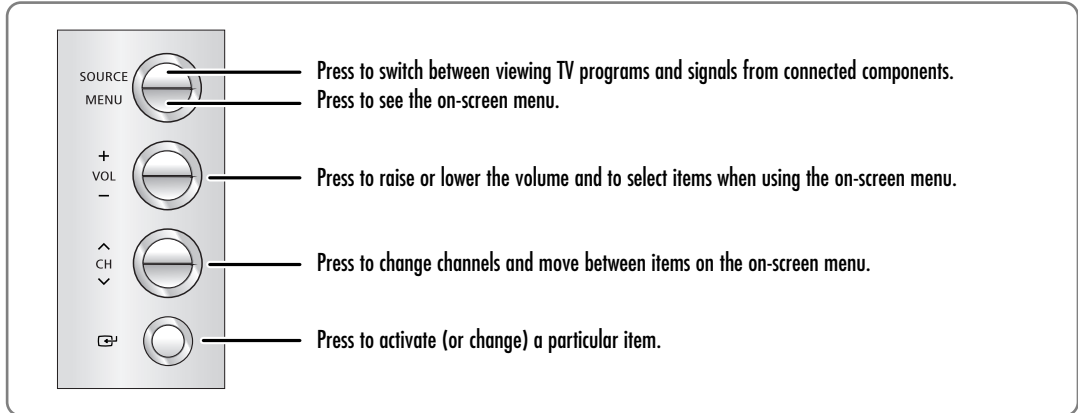 SOURCE
MENU
Press to switch between viewing TV programs and signals from connected components.
Press to see the on-screen menu.
+
VOL
−
Press to raise or lower the volume and to select items when using the on-screen menu.
CH
Press to change channels and move between items on the on-screen menu.
Press to activate (or change) a particular item.